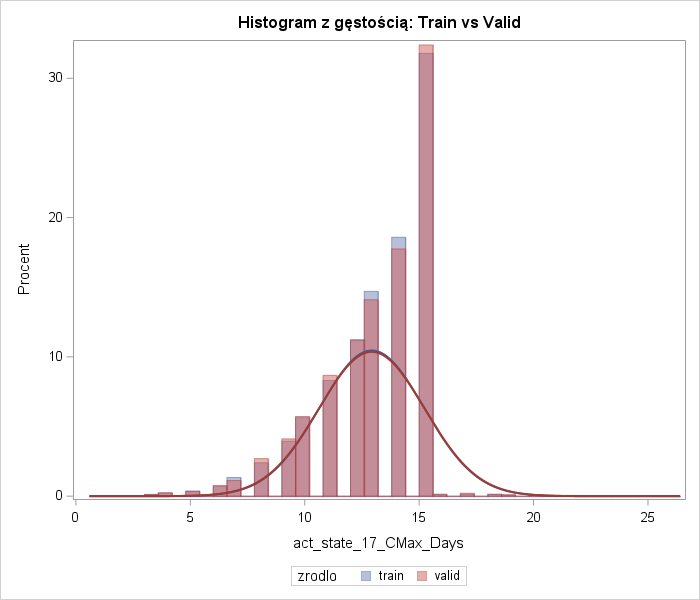 Histogram z gęstością: Train vs Valid
30
20
10
0
Procent
0 5 10 15 20 25
act_state_17_CMax_Days
zrodlo train valid